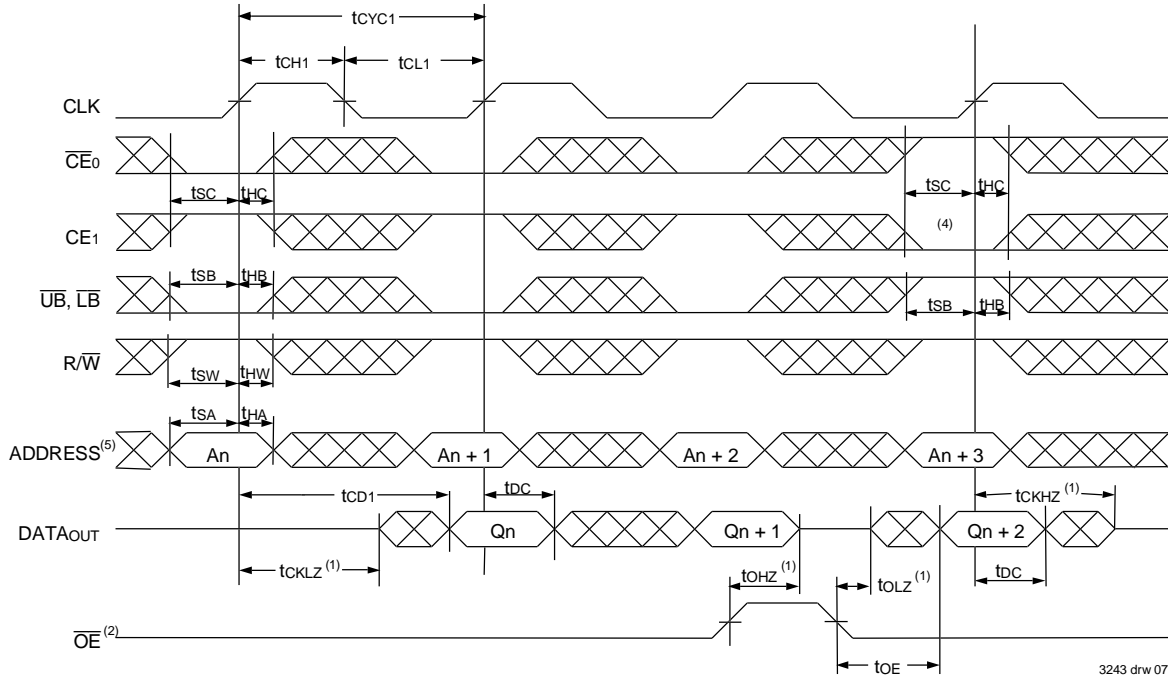 tCYC1
tCH1
tCL1
CLK
CE0
tSC
tHC
tSC
tHC
CE1
(4)
tSB
tHB
UB, LB
tSB
tHB
R/W
tSW
tHW
tSA
tHA
ADDRESS(5)
An
An + 1
An + 2
An + 3
tCD1
tDC
tCKHZ (1)
DATAOUT
Qn
Qn + 1
Qn + 2
tCKLZ (1)
tOHZ (1)
tOLZ (1)
tDC
OE (2)
tOE
3243 drw 07